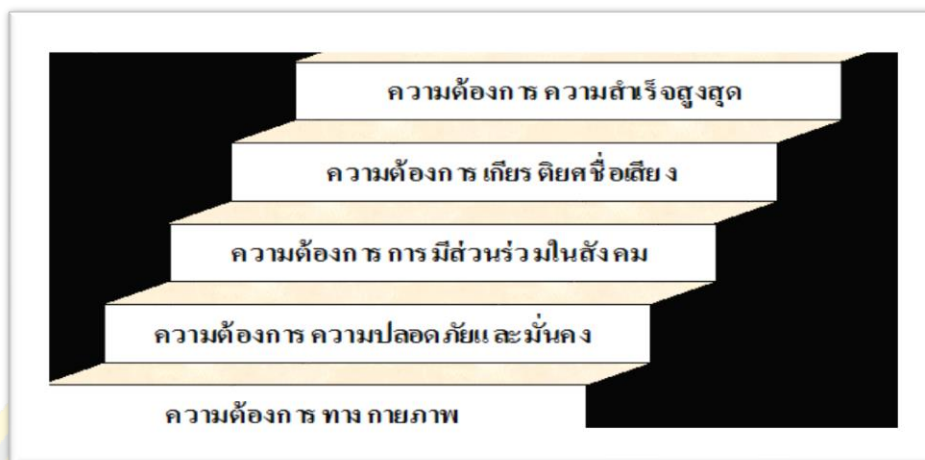 ความต้องการ ความสำเร็จสูงสุด
ความต้องการ เกียรติยศชื่อเสียง
ความต้องการ การมีส่วนร่วมในสังคม
ความต้องการ ความปลอดภัยและมั่นคง
ความต้องการ ทางกายภาพ